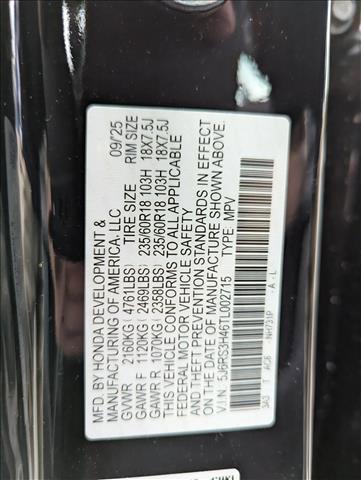 MFD. BY HONDA DEVELOPMENT &
MANUFACTURING OF AMERICA, LLC 09/25
GVWR 2160KG(4761LBS) TIRE SIZE RIM SIZE
GAWR F 1120KG(2469LBS) 235/60R18 103H 18X7.5J
GAWR R 1070KG(2358LBS) 235/60R18 103H 18X7.5J
THIS VEHICLE CONFORMS TO ALL APPLICABLE
FEDERAL MOTOR VEHICLE SAFETY
AND THEFT PREVENTION STANDARDS IN EFFECT
ON THE DATE OF MANUFACTURE SHOWN ABOVE.
V.I.N: 5J6RS3H46TL002715 TYPE: MPV
3A3 T AC6 NH731P - A - L